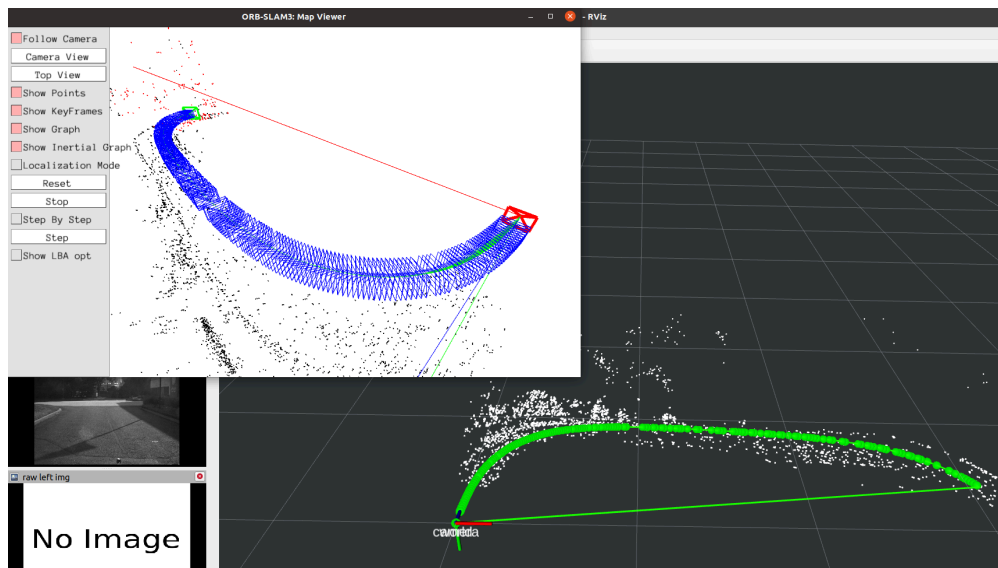 ORB-SLAM3: Map Viewer
- RViz
Follow Camera
Camera View
Top View
Show Points
Show KeyFrames
Show Graph
Show Inertial Graph
Localization Mode
Reset
Stop
Step By Step
Step
Show LBA opt
raw left img
No Image